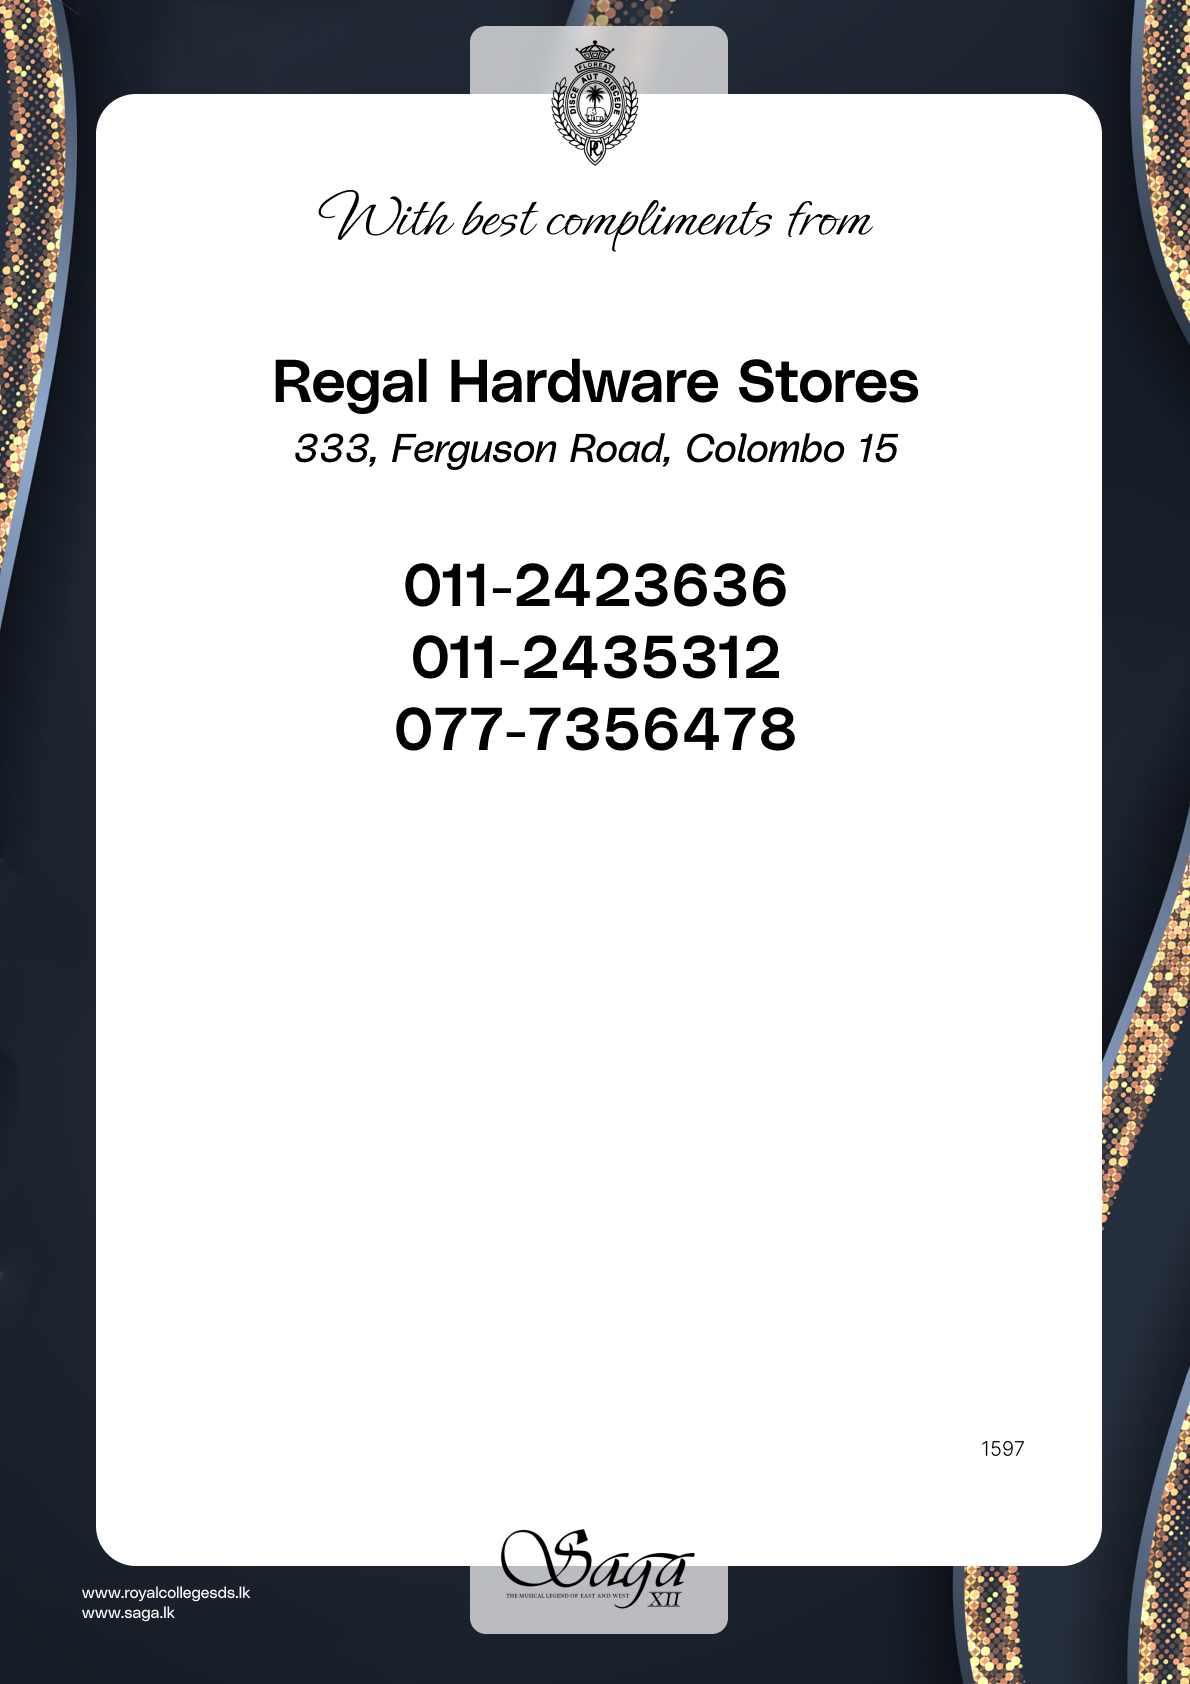 FLOREAT
DISCE AUT DISCEDE
RC
With best compliments from
Regal Hardware Stores
333, Ferguson Road, Colombo 15
011-2423636
011-2435312
077-7356478
1597
Saga
THE MUSICAL LEGEND OF EAST AND WEST
XII
www.royalcollegesds.lk
www.saga.lk